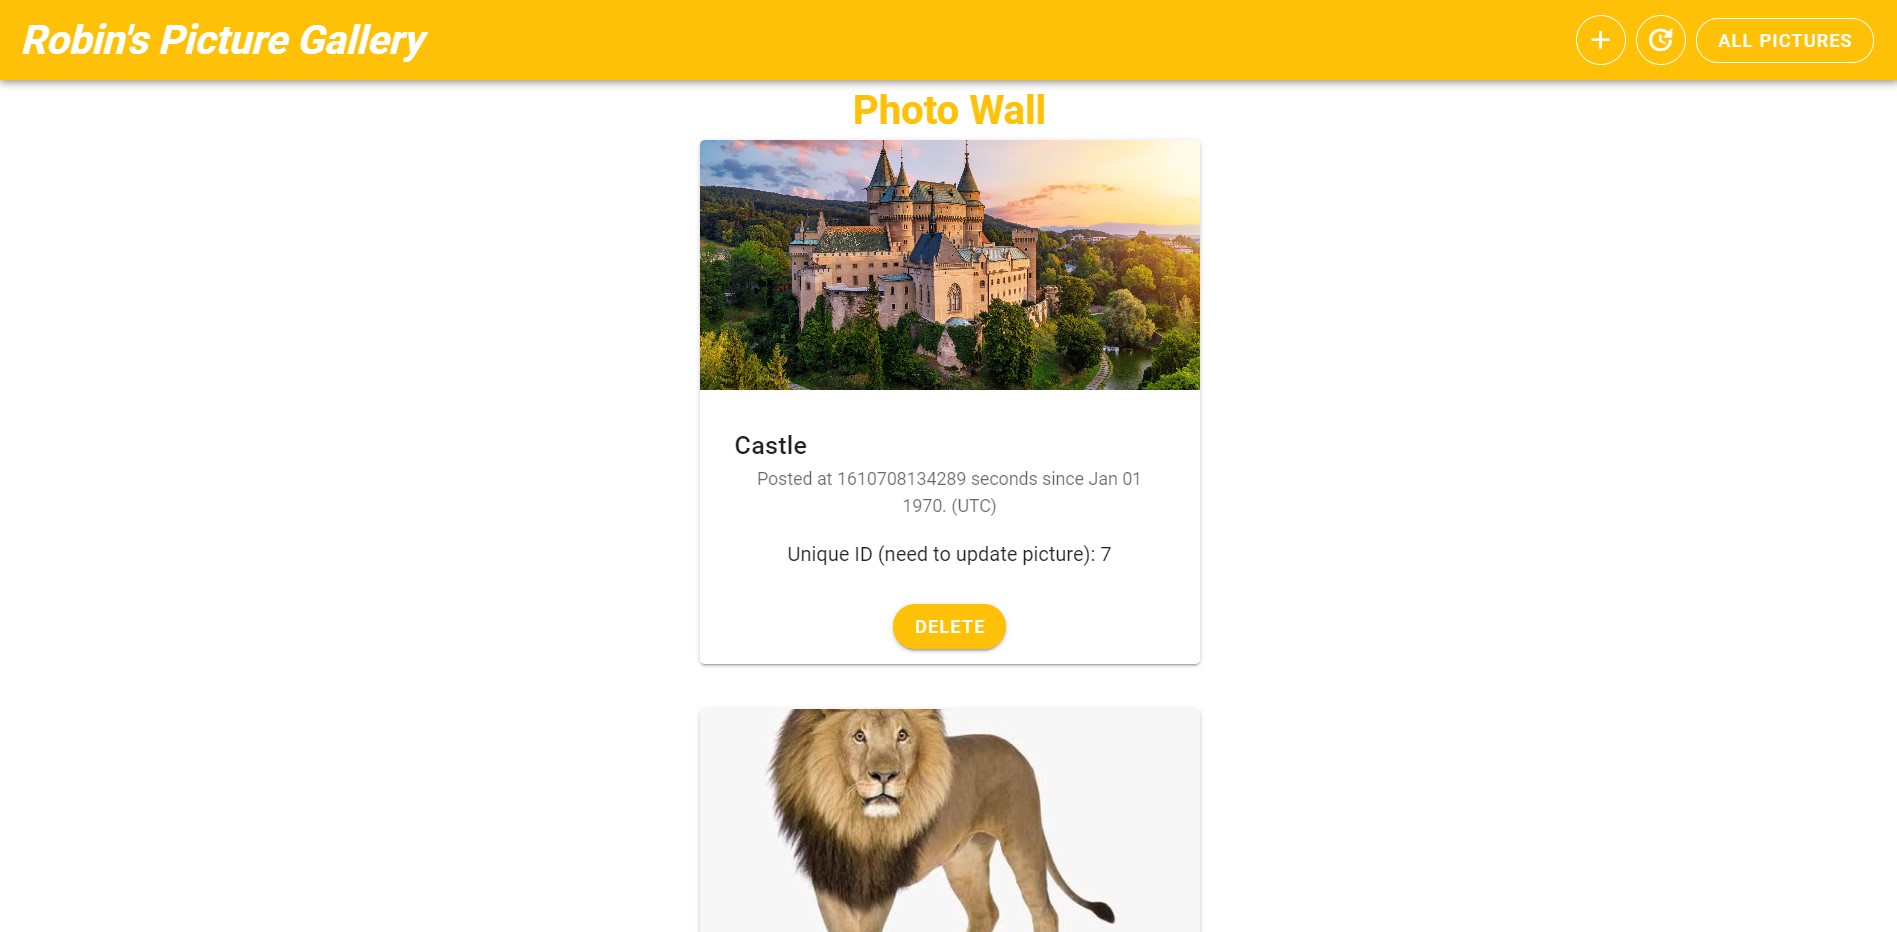 Robin's Picture Gallery
ALL PICTURES
Photo Wall
Castle
Posted at 1610708134289 seconds since Jan 01
1970. (UTC)
Unique ID (need to update picture): 7
DELETE